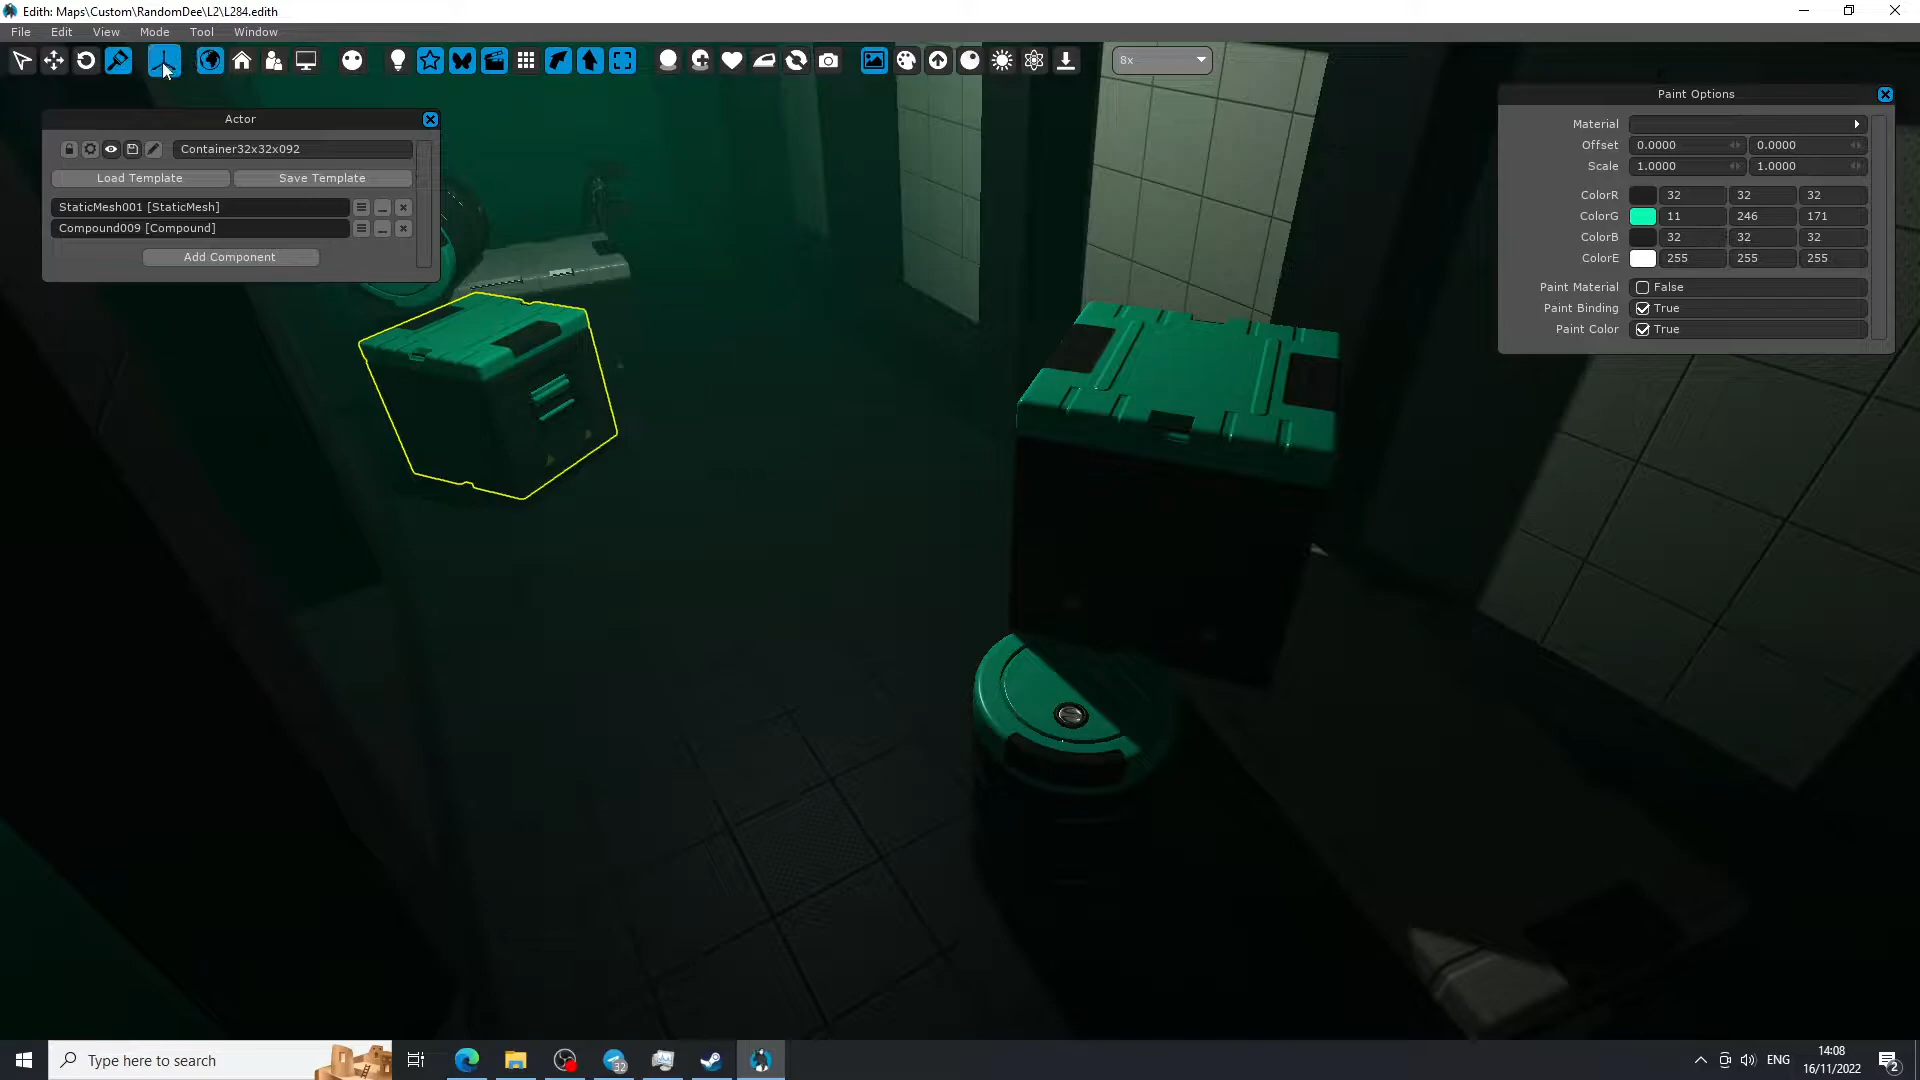 Edith: Maps\Custom\RandomDee\L2\L284.edith
File Edit View Mode Tool Window
8x
Actor
Container32x32x092
Load Template Save Template
StaticMesh001 [StaticMesh]
Compound009 [Compound]
Add Component
Paint Options
Material
Offset 0.0000 0.0000
Scale 1.0000 1.0000
ColorR 32 32 32
ColorG 11 246 171
ColorB 32 32 32
ColorE 255 255 255
Paint Material False
Paint Binding True
Paint Color True
Type here to search
32
ENG
14:08
16/11/2022
2